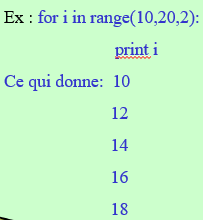 Ex : for i in range(10,20,2):
print i
Ce qui donne: 10
12
14
16
18